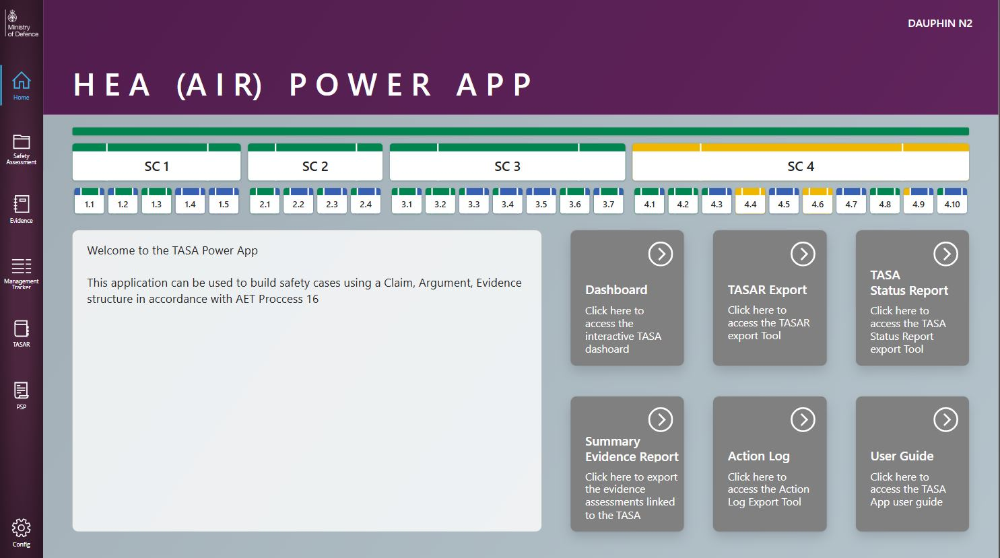 Ministry
of Defence
DAUPHIN N2
HEA (AIR) POWER APP
Home
Safety
Assessment
Evidence
Management
Tracker
TASAR
PSP
Config
SC 1
SC 2
SC 3
SC 4
1.1 1.2 1.3 1.4 1.5 2.1 2.2 2.3 2.4 3.1 3.2 3.3 3.4 3.5 3.6 3.7 4.1 4.2 4.3 4.4 4.5 4.6 4.7 4.8 4.9 4.10
Welcome to the TASA Power App
This application can be used to build safety cases using a Claim, Argument, Evidence
structure in accordance with AET Proccess 16
Dashboard
Click here to
access the
interactive TASA
dashoard
TASAR Export
Click here to
access the TASAR
export Tool
TASA
Status Report
Click here to
access the TASA
Status Report
export Tool
Summary
Evidence Report
Click here to export
the evidence
assessments linked
to the TASA
Action Log
Click here to
access the Action
Log Export Tool
User Guide
Click here to
access the TASA
App user guide